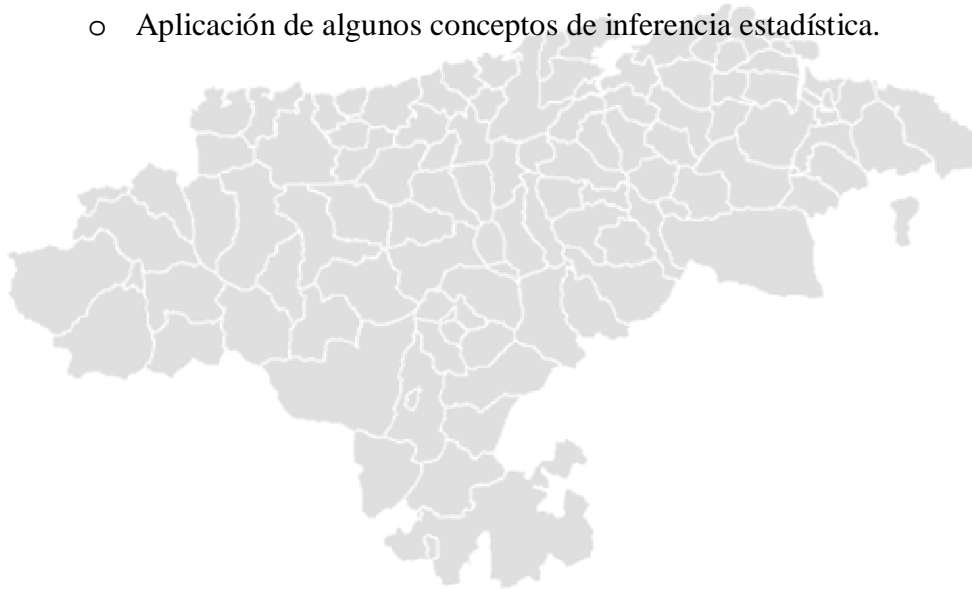 o Aplicación de algunos conceptos de inferencia estadística.